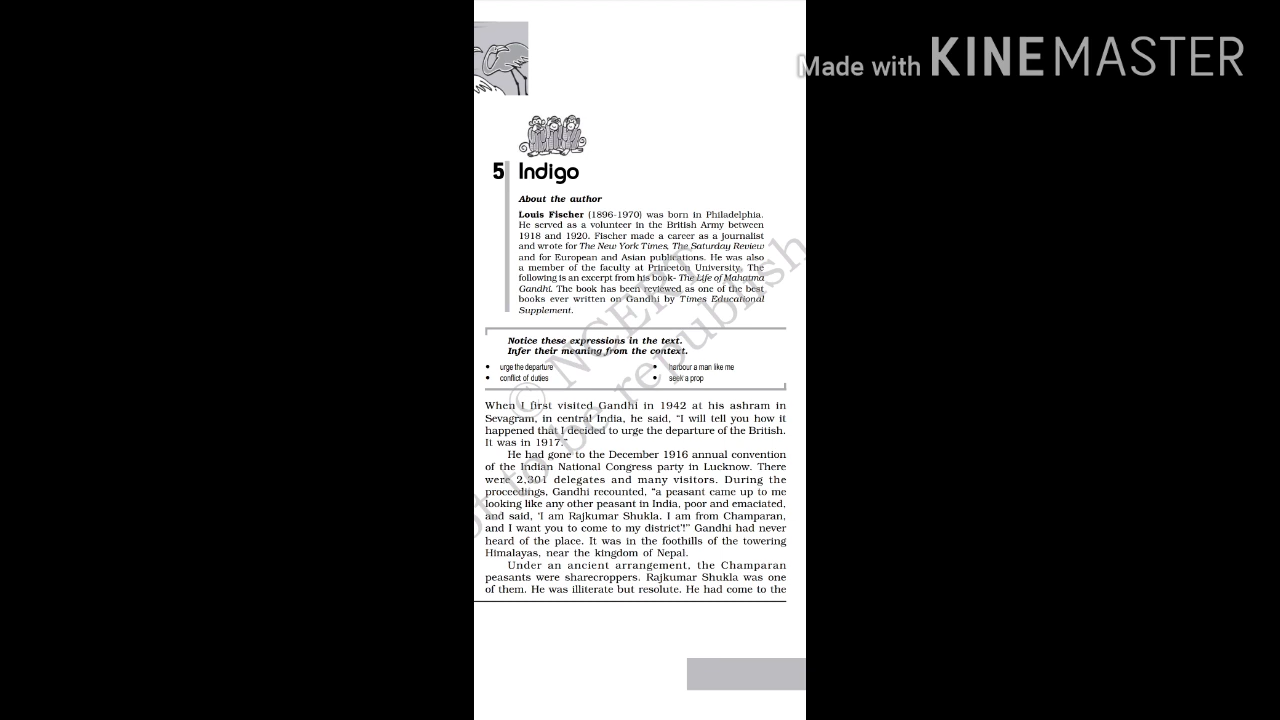 Made with KINEMASTER
5 Indigo
About the author
Louis Fischer (1896-1970) was born in Philadelphia.
He served as a volunteer in the British Army between
1918 and 1920. Fischer made a career as a journalist
and wrote for The New York Times, The Saturday Review
and for European and Asian publications. He was also
a member of the faculty at Princeton University. The
following is an excerpt from his book- The Life of Mahatma
Gandhi. The book has been reviewed as one of the best
books ever written on Gandhi by Times Educational
Supplement.
Notice these expressions in the text.
Infer their meaning from the context.
• urge the departure • harbour a man like me
• conflict of duties • seek a prop
When I first visited Gandhi in 1942 at his ashram in
Sevagram, in central India, he said, “I will tell you how it
happened that I decided to urge the departure of the British.
It was in 1917.”
He had gone to the December 1916 annual convention
of the Indian National Congress party in Lucknow. There
were 2,301 delegates and many visitors. During the
proceedings, Gandhi recounted, “a peasant came up to me
looking like any other peasant in India, poor and emaciated,
and said, ‘I am Rajkumar Shukla. I am from Champaran,
and I want you to come to my district’!” Gandhi had never
heard of the place. It was in the foothills of the towering
Himalayas, near the kingdom of Nepal.
Under an ancient arrangement, the Champaran
peasants were sharecroppers. Rajkumar Shukla was one
of them. He was illiterate but resolute. He had come to the
© NCERT
to be republish